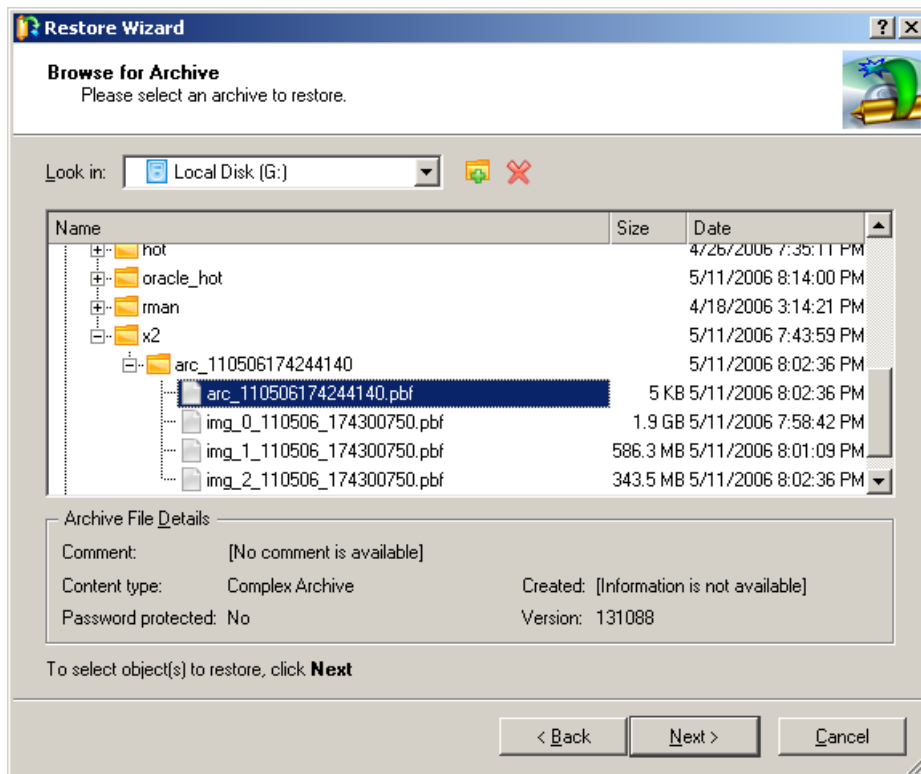 Restore Wizard
Browse for Archive
Please select an archive to restore.
Look in: Local Disk (G:)
Name Size Date
hot 4/26/2006 7:35:11 PM
oracle_hot 5/11/2006 8:14:00 PM
rman 4/18/2006 3:14:21 PM
x2 5/11/2006 7:43:59 PM
arc_110506174244140 5/11/2006 8:02:36 PM
arc_110506174244140.pbf 5 KB 5/11/2006 8:02:36 PM
img_0_110506_174300750.pbf 1.9 GB 5/11/2006 7:58:42 PM
img_1_110506_174300750.pbf 586.3 MB 5/11/2006 8:01:09 PM
img_2_110506_174300750.pbf 343.5 MB 5/11/2006 8:02:36 PM
Archive File Details
Comment: [No comment is available]
Content type: Complex Archive Created: [Information is not available]
Password protected: No Version: 131088
To select object(s) to restore, click Next
< Back Next > Cancel